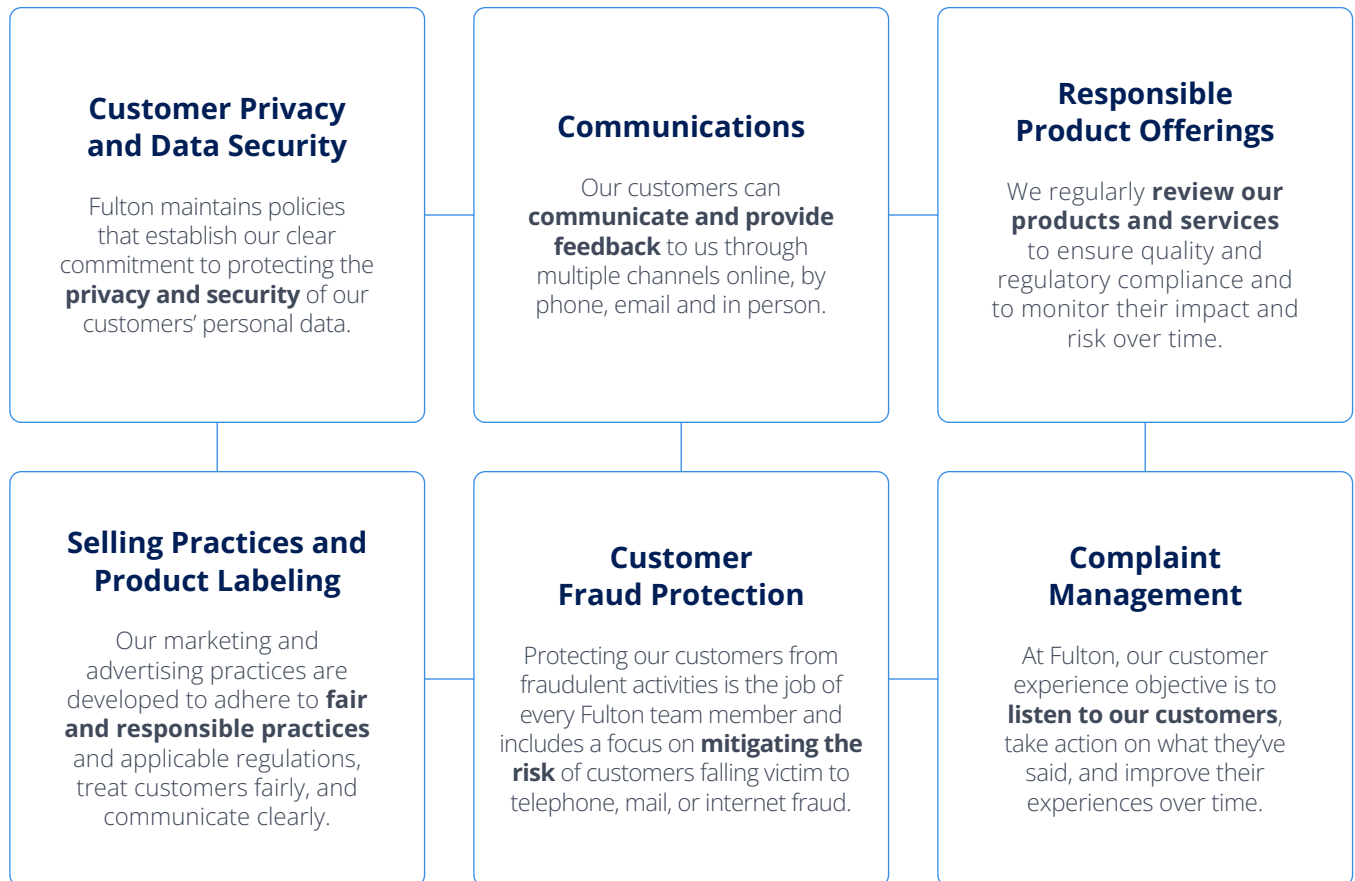 Customer Privacy
and Data Security
Fulton maintains policies
that establish our clear
commitment to protecting the
privacy and security of our
customers’ personal data.
Communications
Our customers can
communicate and provide
feedback to us through
multiple channels online, by
phone, email and in person.
Responsible
Product Offerings
We regularly review our
products and services
to ensure quality and
regulatory compliance and
to monitor their impact and
risk over time.
Selling Practices and
Product Labeling
Our marketing and
advertising practices are
developed to adhere to fair
and responsible practices
and applicable regulations,
treat customers fairly, and
communicate clearly.
Customer
Fraud Protection
Protecting our customers from
fraudulent activities is the job of
every Fulton team member and
includes a focus on mitigating the
risk of customers falling victim to
telephone, mail, or internet fraud.
Complaint
Management
At Fulton, our customer
experience objective is to
listen to our customers,
take action on what they’ve
said, and improve their
experiences over time.